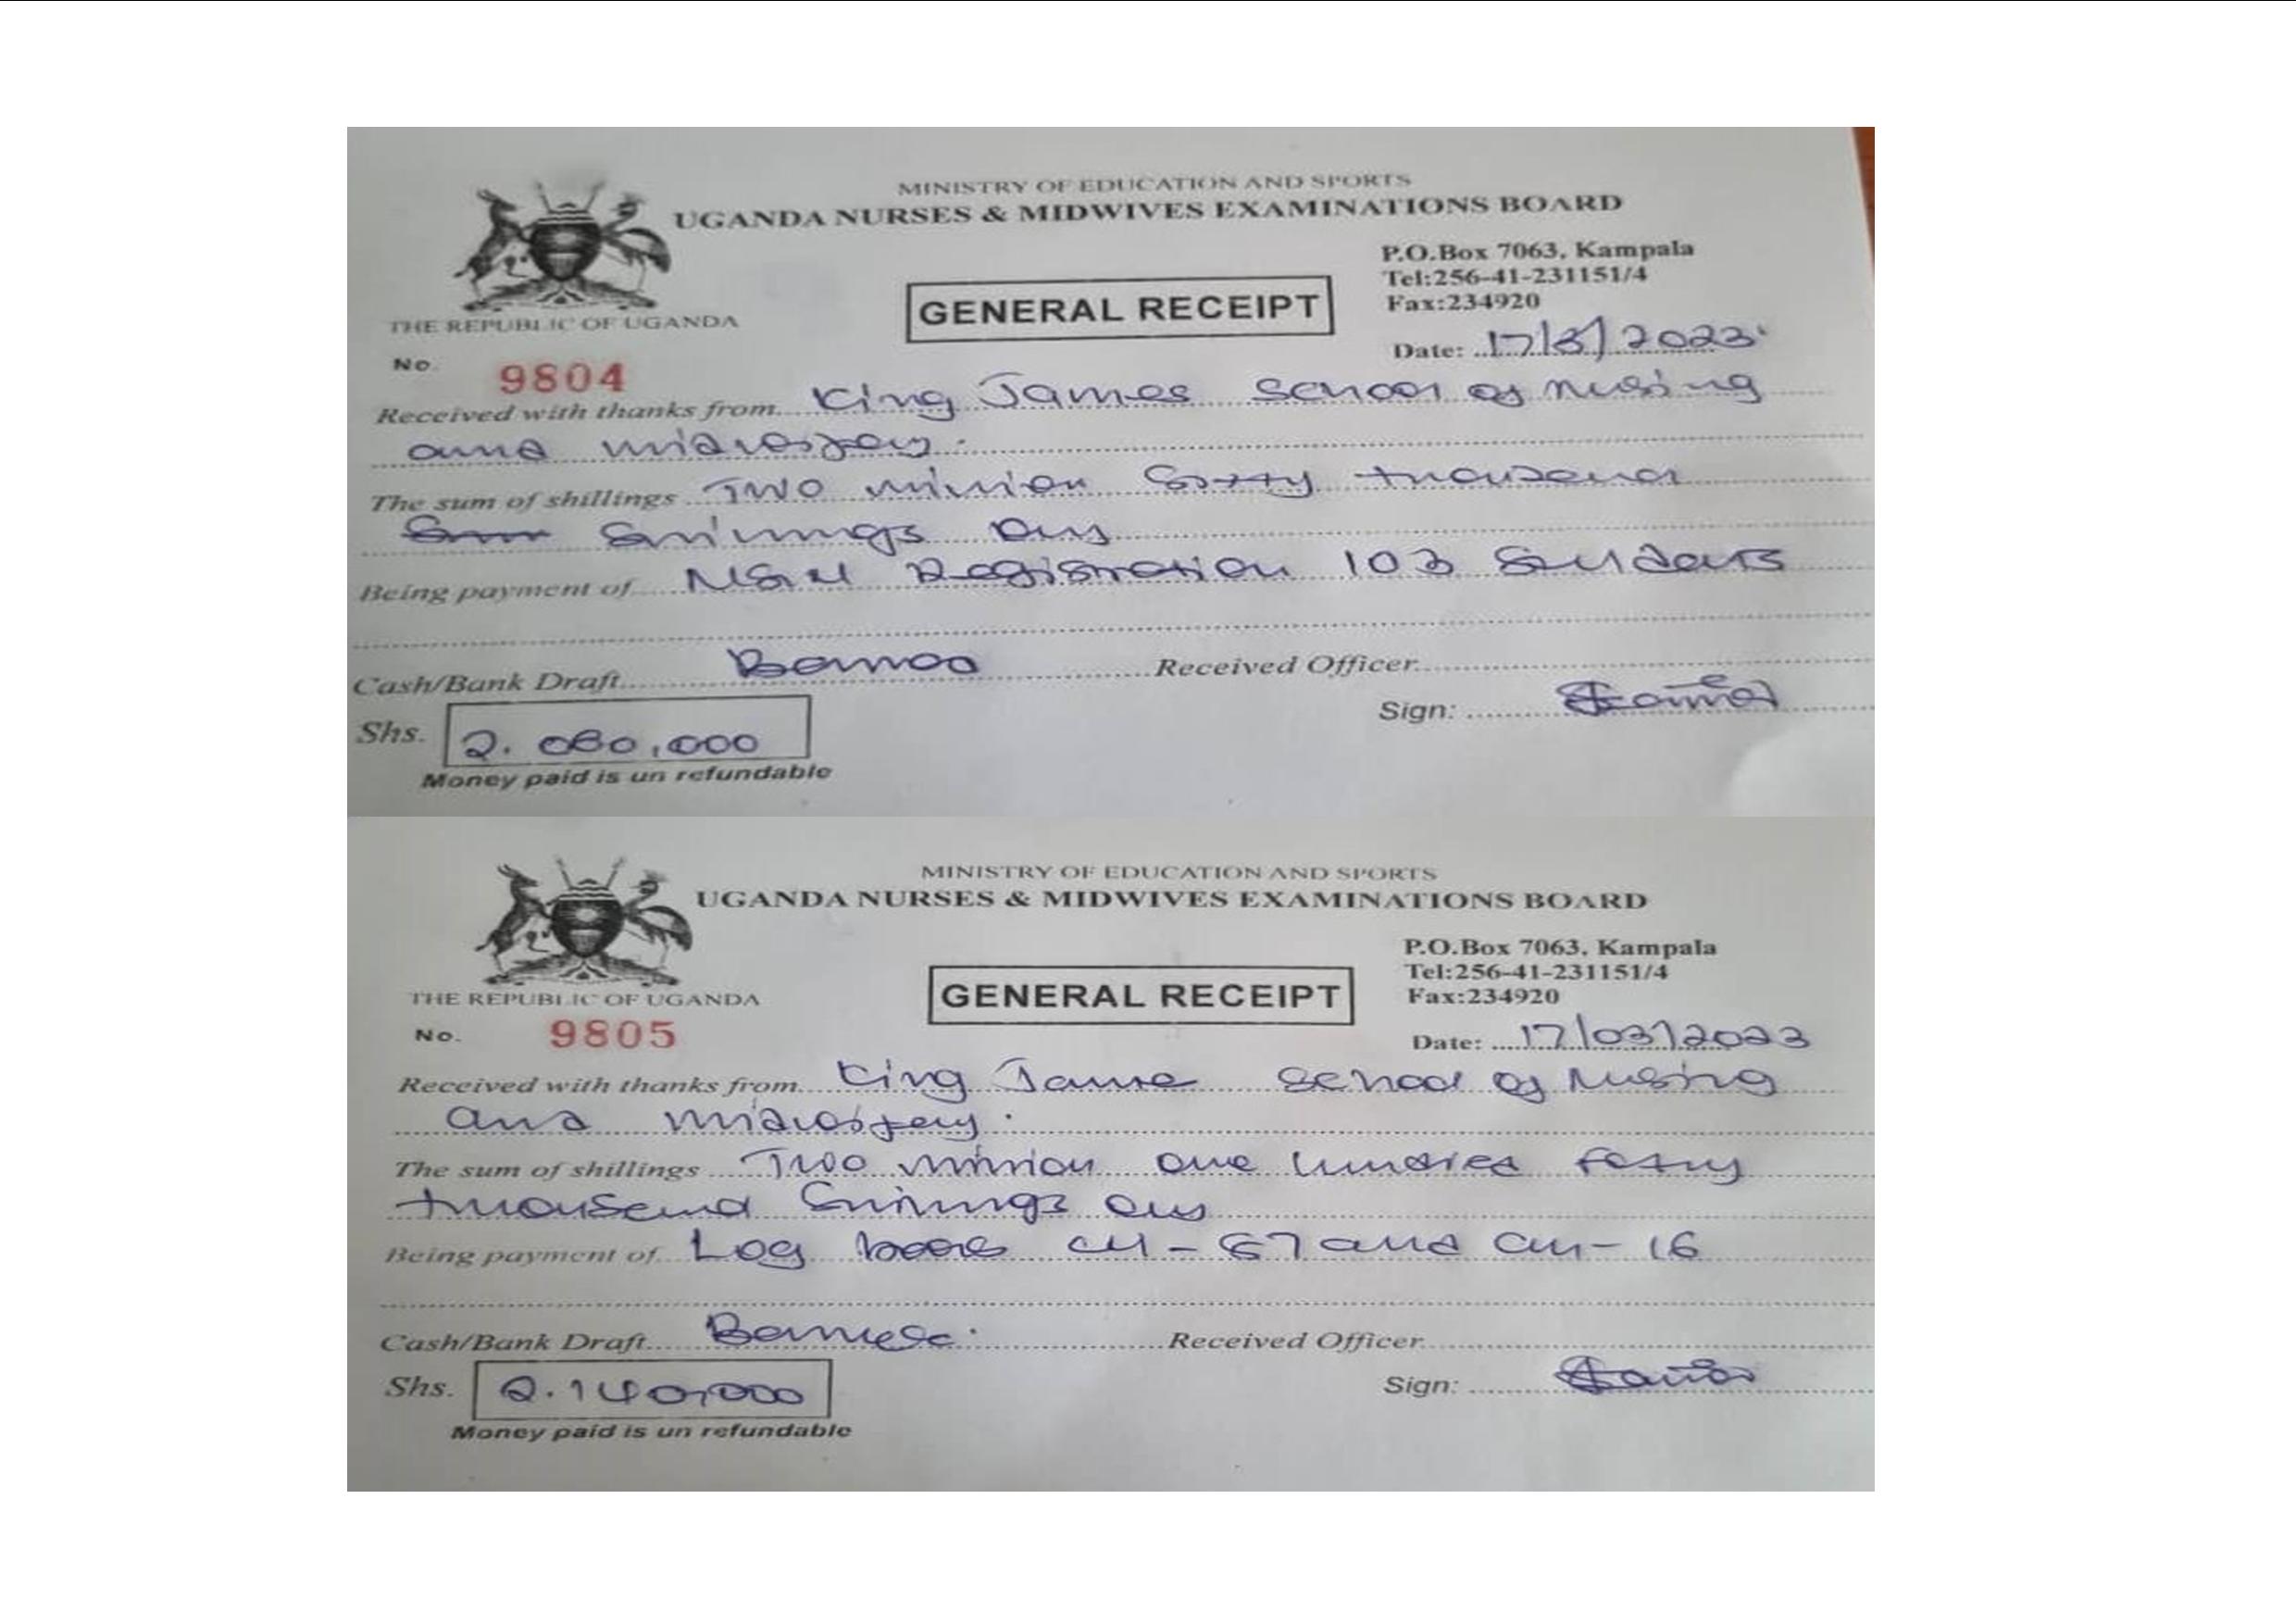 MINISTRY OF EDUCATION AND SPORTS
UGANDA NURSES & MIDWIVES EXAMINATIONS BOARD
P.O.Box 7063, Kampala
Tel:256-41-231151/4
Fax:234920
GENERAL RECEIPT
THE REPUBLIC OF UGANDA
Date: 17/3/2023
No. 9804
Received with thanks from King James School of Nursing
and midwifery.
The sum of shillings Two million thousand
Shillings only
Being payment of Registration 103 Students
Cash/Bank Draft Received Officer
Sign:
Shs. 2.060,000
Money paid is un refundable
MINISTRY OF EDUCATION AND SPORTS
UGANDA NURSES & MIDWIVES EXAMINATIONS BOARD
P.O.Box 7063, Kampala
Tel:256-41-231151/4
Fax:234920
GENERAL RECEIPT
THE REPUBLIC OF UGANDA
No. 9805
Date: 17/03/2023
Received with thanks from King Jame School of Nursing
and midwifery.
The sum of shillings Two million one hundred forty
thousand Shillings only
Being payment of Log books CM-67 and CN-16
Cash/Bank Draft Received Officer
Sign:
Shs. 2.140,000
Money paid is un refundable